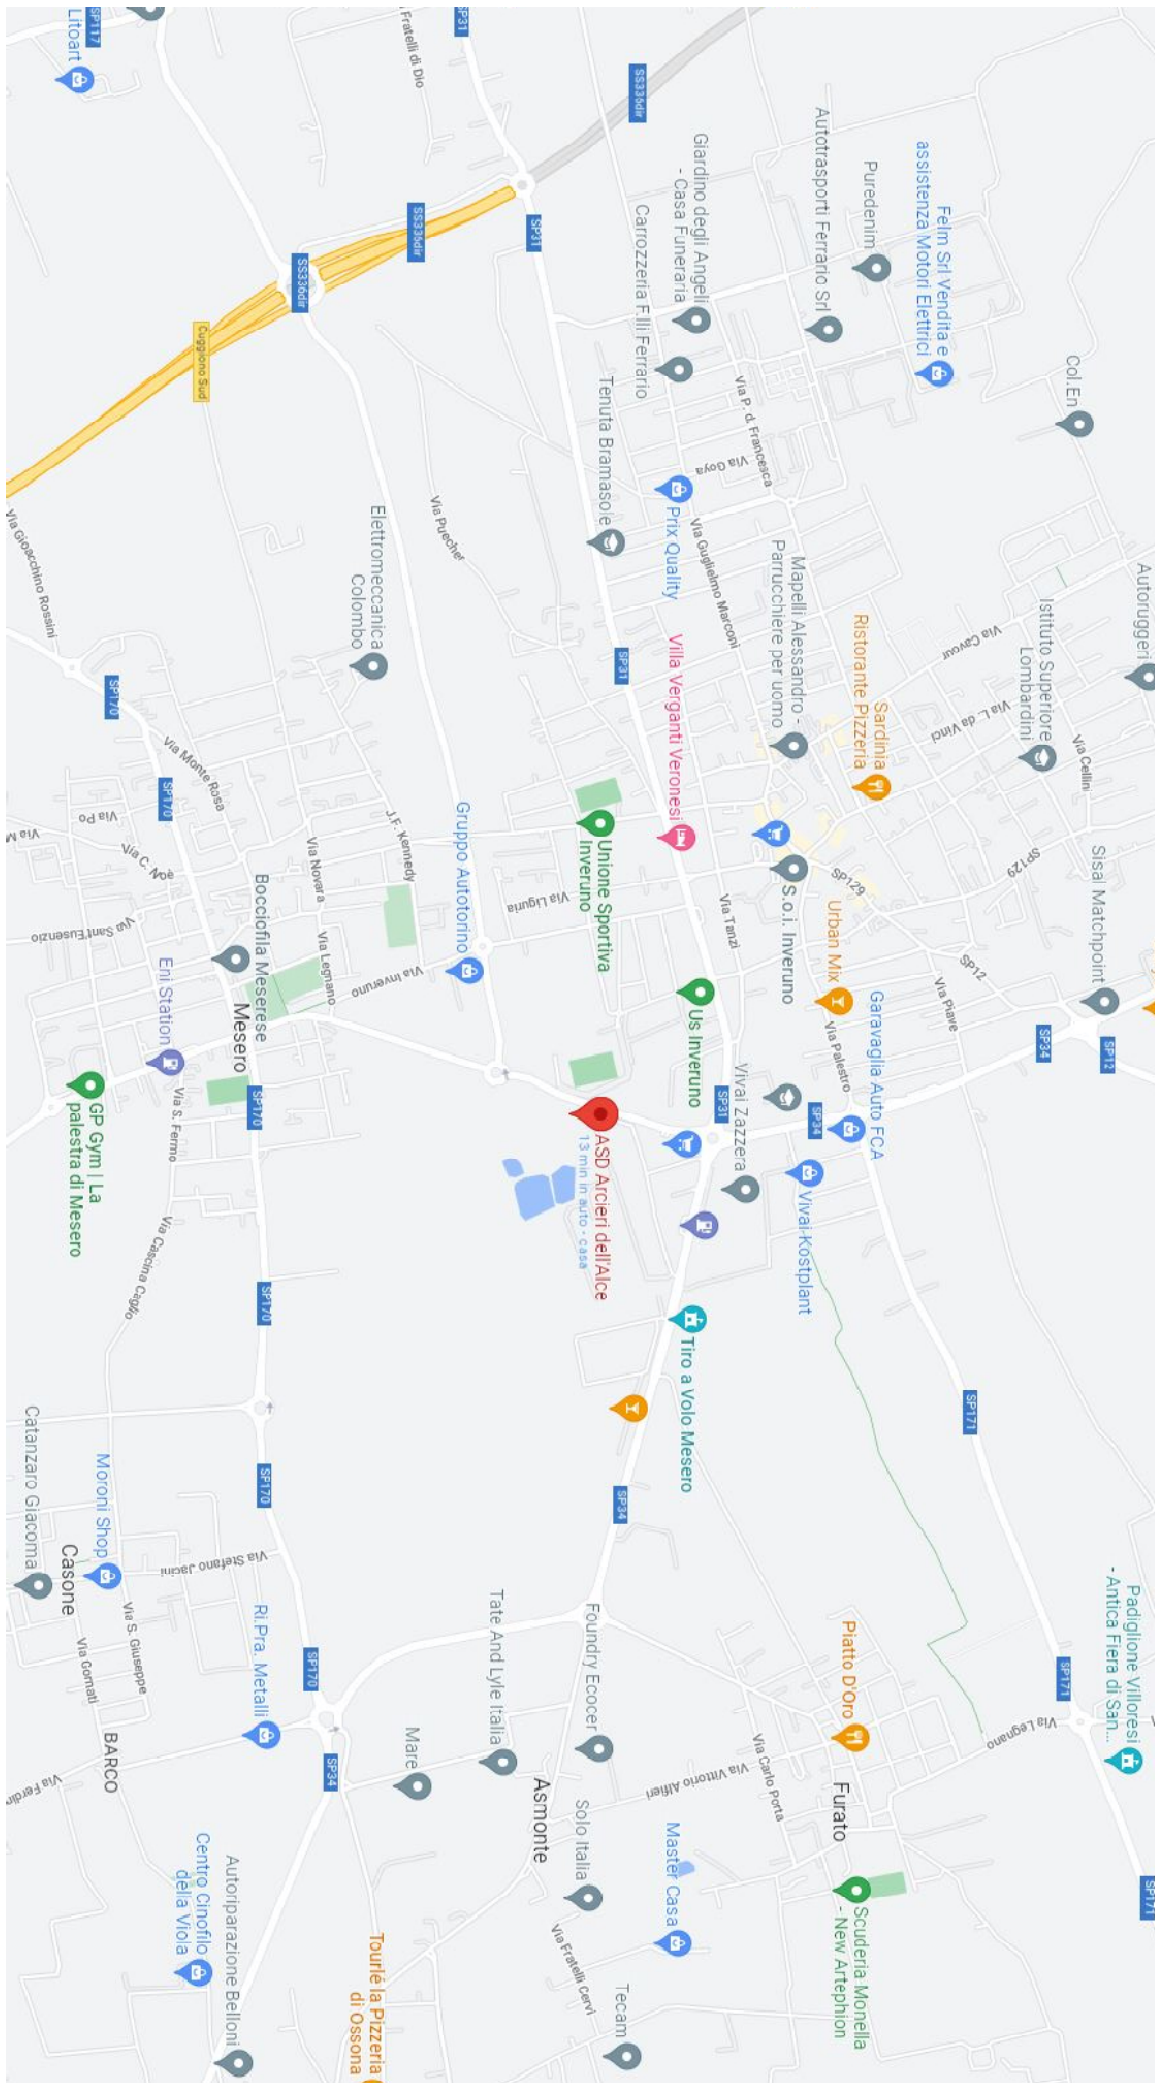 Padiglione Villoresi
- Antica Fiera di San...
SP171
Autoruggeri
SP12
Sisal Matchpoint
Col.En
Via Cellini
SP171
Istituto Superiore
Lombardini
SP129
SP34
Via Legnano
Via Cavour
Via L. da Vinci
SP12
Via Piave
SP171
Felm Srl Vendita e
assistenza Motori Elettrici
Puredenim
Sardinia
Ristorante Pizzeria
Garavaglia Auto FCA
SP129
Scuderia Monella
- New Artephion
Furato
Piatto D'Oro
Urban Mix
Via Palestro
Autotrasporti Ferrario Srl
SP34
Vivai Kostplant
Mapelli Alessandro -
Parrucchiere per uomo
S.o.i. Inveruno
Via Carlo Porta
Via P. d. Francesca
Via Goya
Via Guglielmo Marconi
Via Tanzi
Vivai Zazzera
SP31
Giardino degli Angeli
- Casa Funeraria
Us Inveruno
Tiro a Volo Mesero
Via Vittorio Alfieri
Master Casa
Prix Quality
Villa Verganti Veronesi
Carrozzeria F.lli Ferrario
SS336dir
SP31
SP34
Tecam
Tenuta Bramasole
Unione Sportiva
Inveruno
ASD Arcieri dell'Alce
13 min in auto - casa
Foundry Ecocer
Solo Italia
Via Fratelli Cervi
Via Liguria
SP31
Asmonte
Tate And Lyle Italia
SP31
Gruppo Autotorino
Via Puecher
Fratelli di Dio
SS336dir
Via Inveruno
J.F. Kennedy
Mare
Elettromeccanica
Colombo
Tourlé la Pizzeria
di Ossona
SP34
Via Novara
Via Legnano
SP170
SS336dir
Bocciofila Meserese
Mesero
SP170
SP170
SP170
Via Stefano Jacini
Ri.Pra. Metalli
Autoriparazione Belloni
Cuggiono Sud
Via Monte Rosa
Centro Cinofilo
della Viola
SP170
Via C. Noè
Via Sant'Eusenzio
Eni Station
Via S. Fermo
Via Cascina Caggio
Via S. Giuseppe
SP170
Via Po
GP Gym | La
palestra di Mesero
Moroni Shop
BARCO
SP117
Litoart
Casone
Via Gornati
Via Gioacchino Rossini
Catanzaro Giacoma